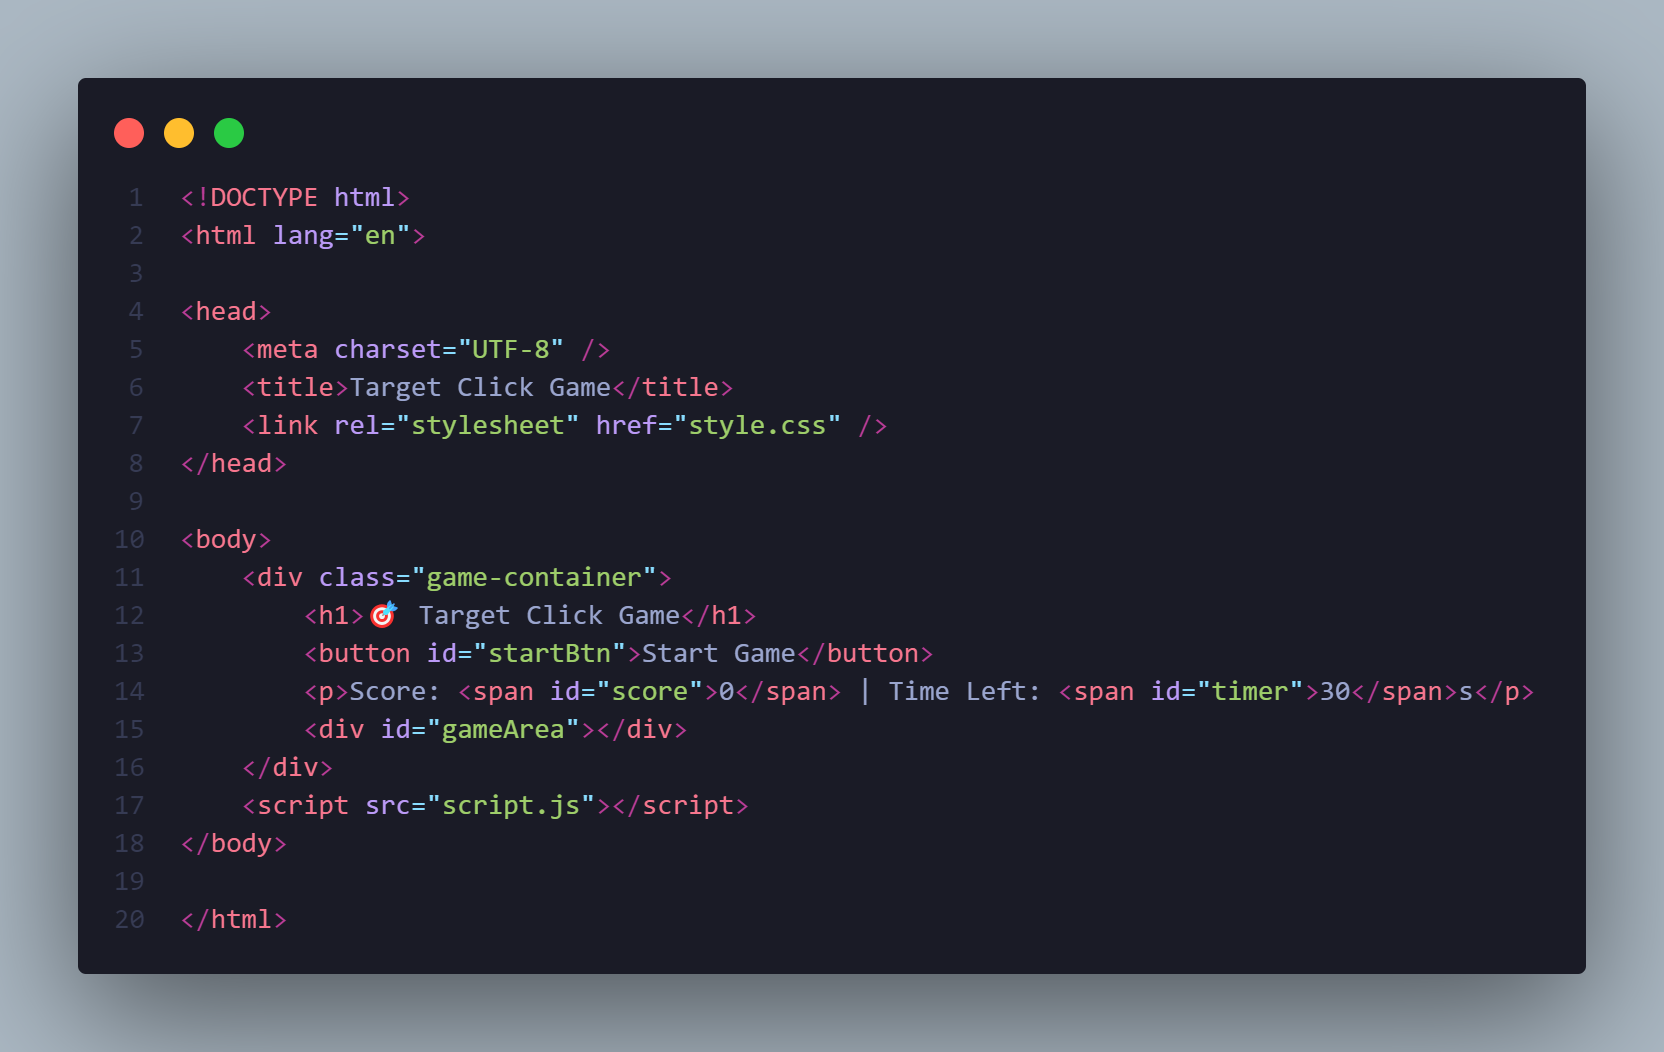 1 <!DOCTYPE html>
2 <html lang="en">
3
4 <head>
5     <meta charset="UTF-8" />
6     <title>Target Click Game</title>
7     <link rel="stylesheet" href="style.css" />
8 </head>
9
10 <body>
11     <div class="game-container">
12         <h1>🎯 Target Click Game</h1>
13         <button id="startBtn">Start Game</button>
14         <p>Score: <span id="score">0</span> | Time Left: <span id="timer">30</span>s</p>
15         <div id="gameArea"></div>
16     </div>
17     <script src="script.js"></script>
18 </body>
19
20 </html>